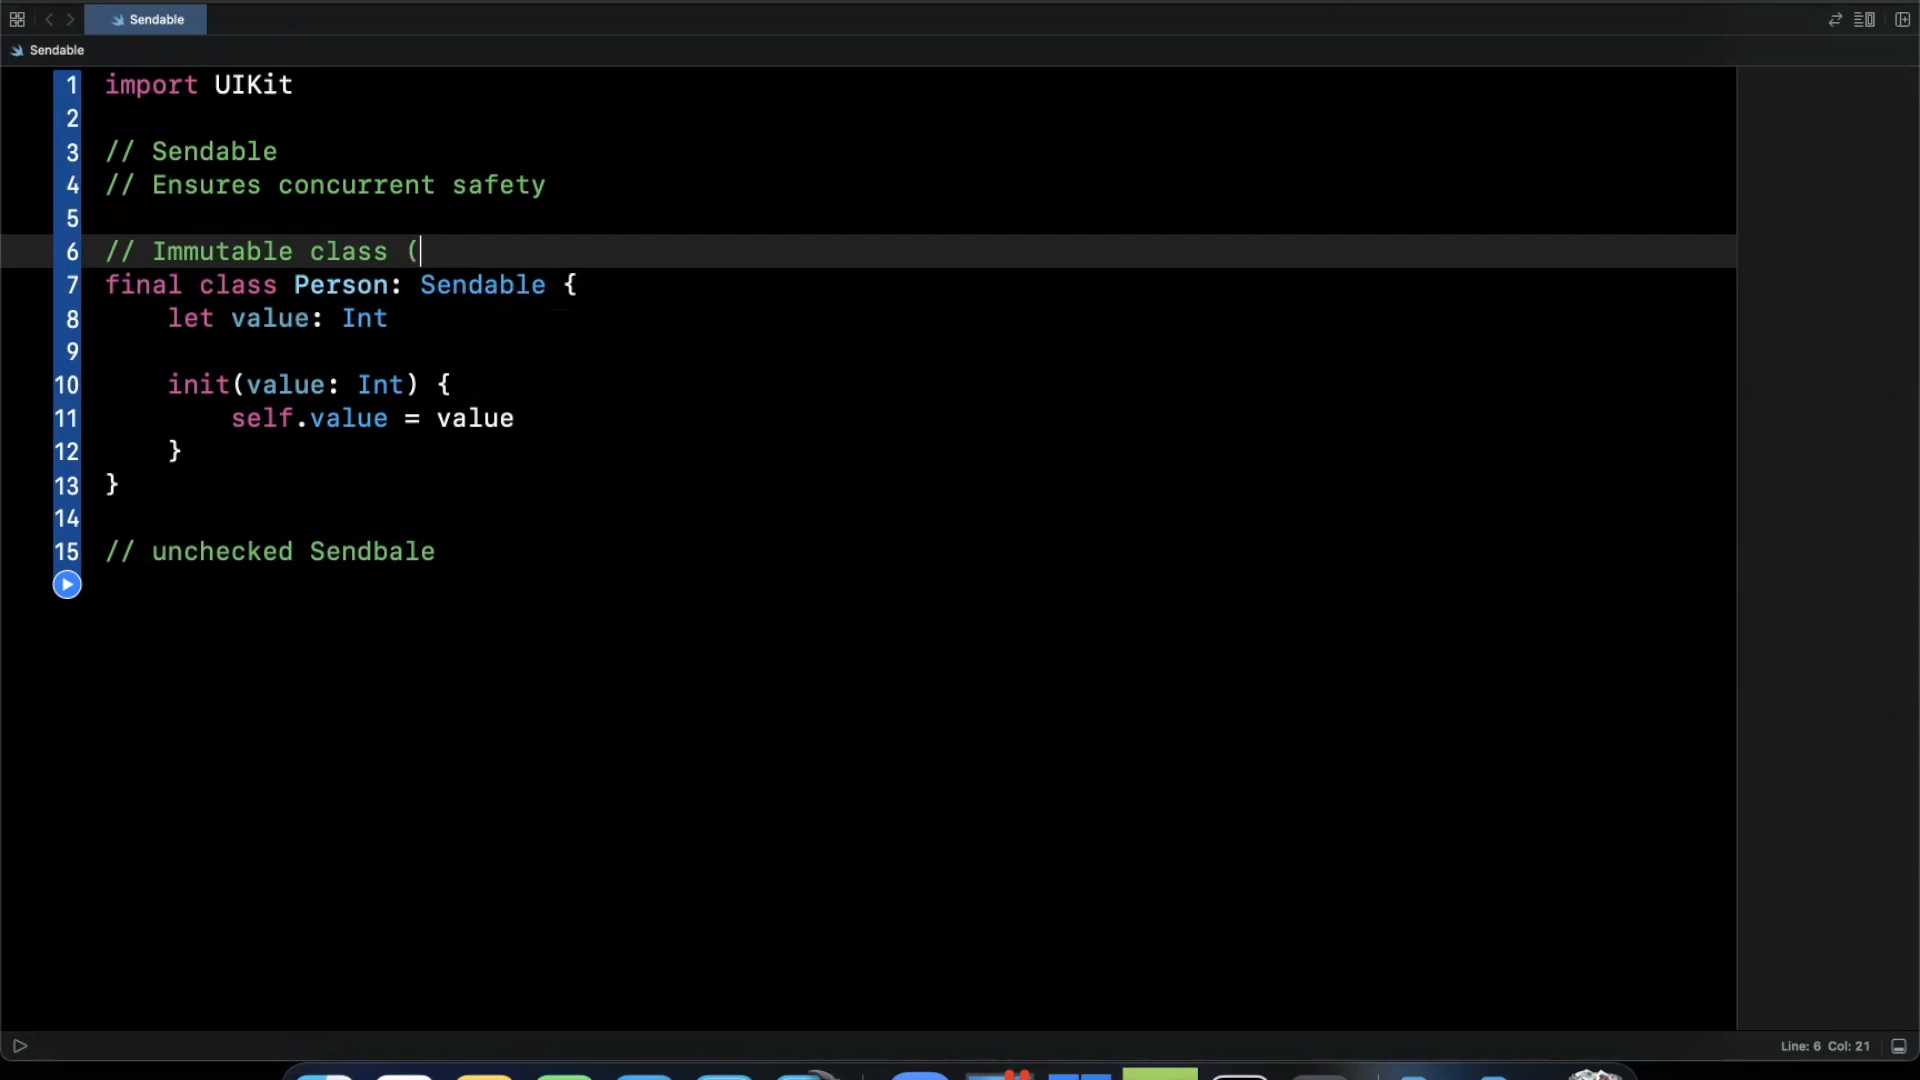 Sendable
Sendable
1 import UIKit
2
3 // Sendable
4 // Ensures concurrent safety
5
6 // Immutable class (
7 final class Person: Sendable {
8 let value: Int
9
10 init(value: Int) {
11 self.value = value
12 }
13 }
14
15 // unchecked Sendbale
Line: 6 Col: 21